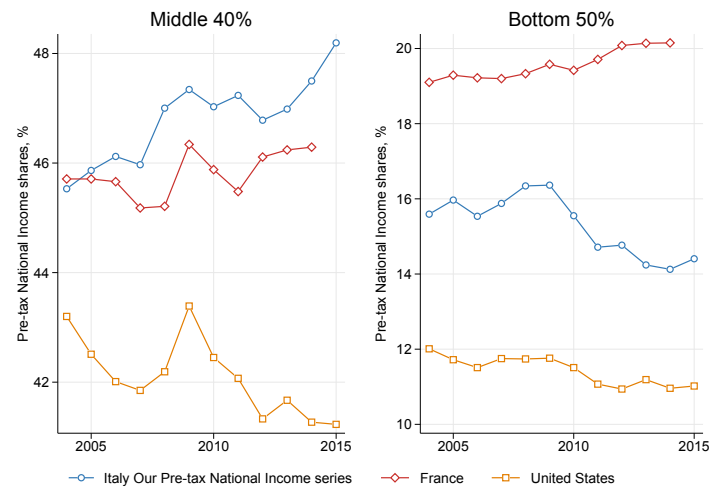 Middle 40%
Pre-tax National Income shares, %
48
46
44
42
2005 2010 2015
Bottom 50%
Pre-tax National Income shares, %
20
18
16
14
12
10
2005 2010 2015
Italy Our Pre-tax National Income series France United States